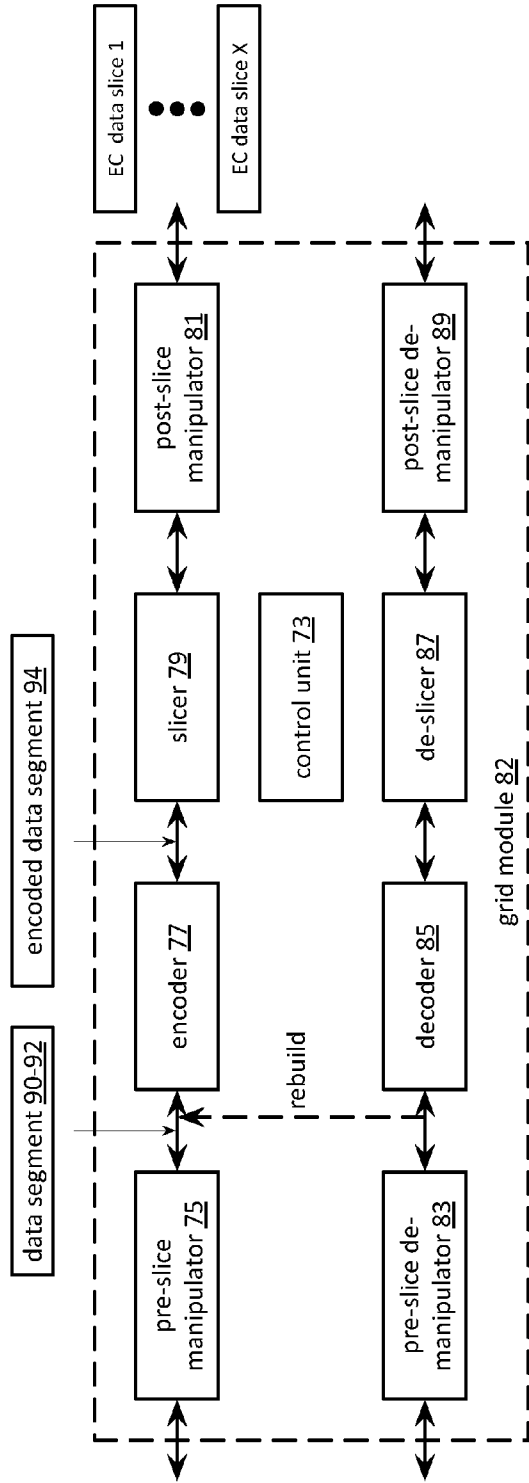 data segment 90-92
encoded data segment 94
EC data slice 1
EC data slice X
pre-slice
manipulator 75
encoder 77
slicer 79
post-slice
manipulator 81
rebuild
control unit 73
pre-slice de-
manipulator 83
decoder 85
de-slicer 87
post-slice de-
manipulator 89
grid module 82